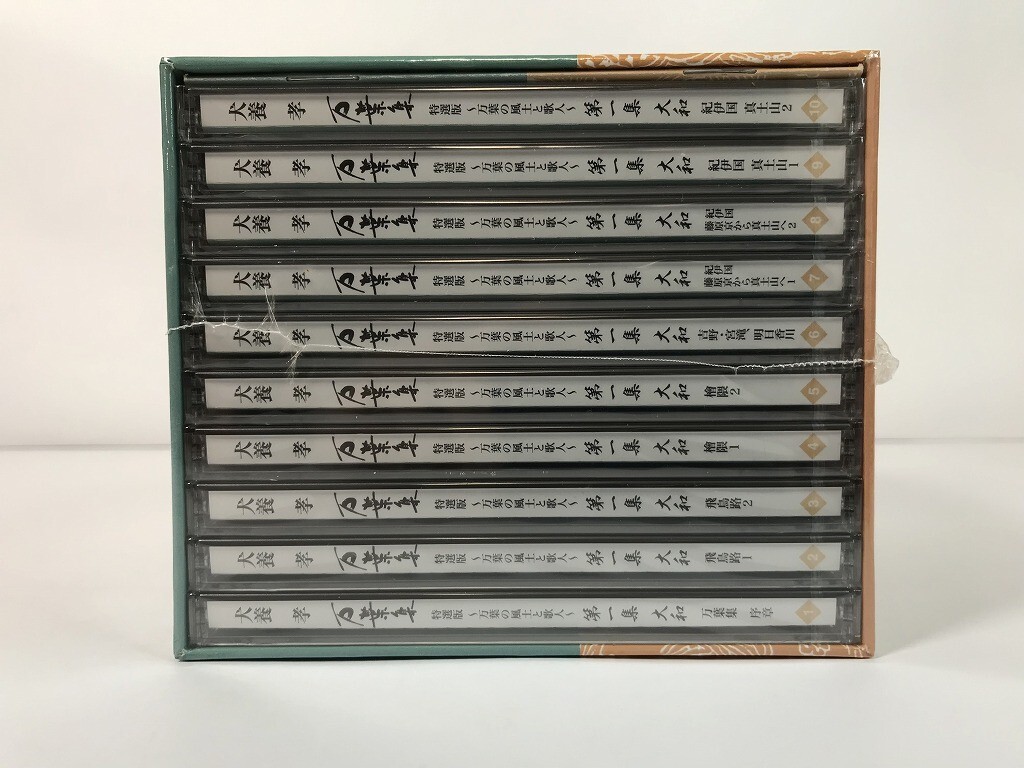 犬養 孝 万葉集 特選版 〜万葉の風土と歌人〜 第一集 大和 紀伊国 真土山2 10
犬養 孝 万葉集 特選版 〜万葉の風土と歌人〜 第一集 大和 紀伊国 真土山1 9
犬養 孝 万葉集 特選版 〜万葉の風土と歌人〜 第一集 大和 紀伊国 藤原京から真土山へ2 8
犬養 孝 万葉集 特選版 〜万葉の風土と歌人〜 第一集 大和 紀伊国 藤原京から真土山へ1 7
犬養 孝 万葉集 特選版 〜万葉の風土と歌人〜 第一集 大和 吉野 宮滝、明日香川 6
犬養 孝 万葉集 特選版 〜万葉の風土と歌人〜 第一集 大和 檜隈2 5
犬養 孝 万葉集 特選版 〜万葉の風土と歌人〜 第一集 大和 檜隈1 4
犬養 孝 万葉集 特選版 〜万葉の風土と歌人〜 第一集 大和 飛鳥路2 3
犬養 孝 万葉集 特選版 〜万葉の風土と歌人〜 第一集 大和 飛鳥路1 2
犬養 孝 万葉集 特選版 〜万葉の風土と歌人〜 第一集 大和 万葉集 序章 1